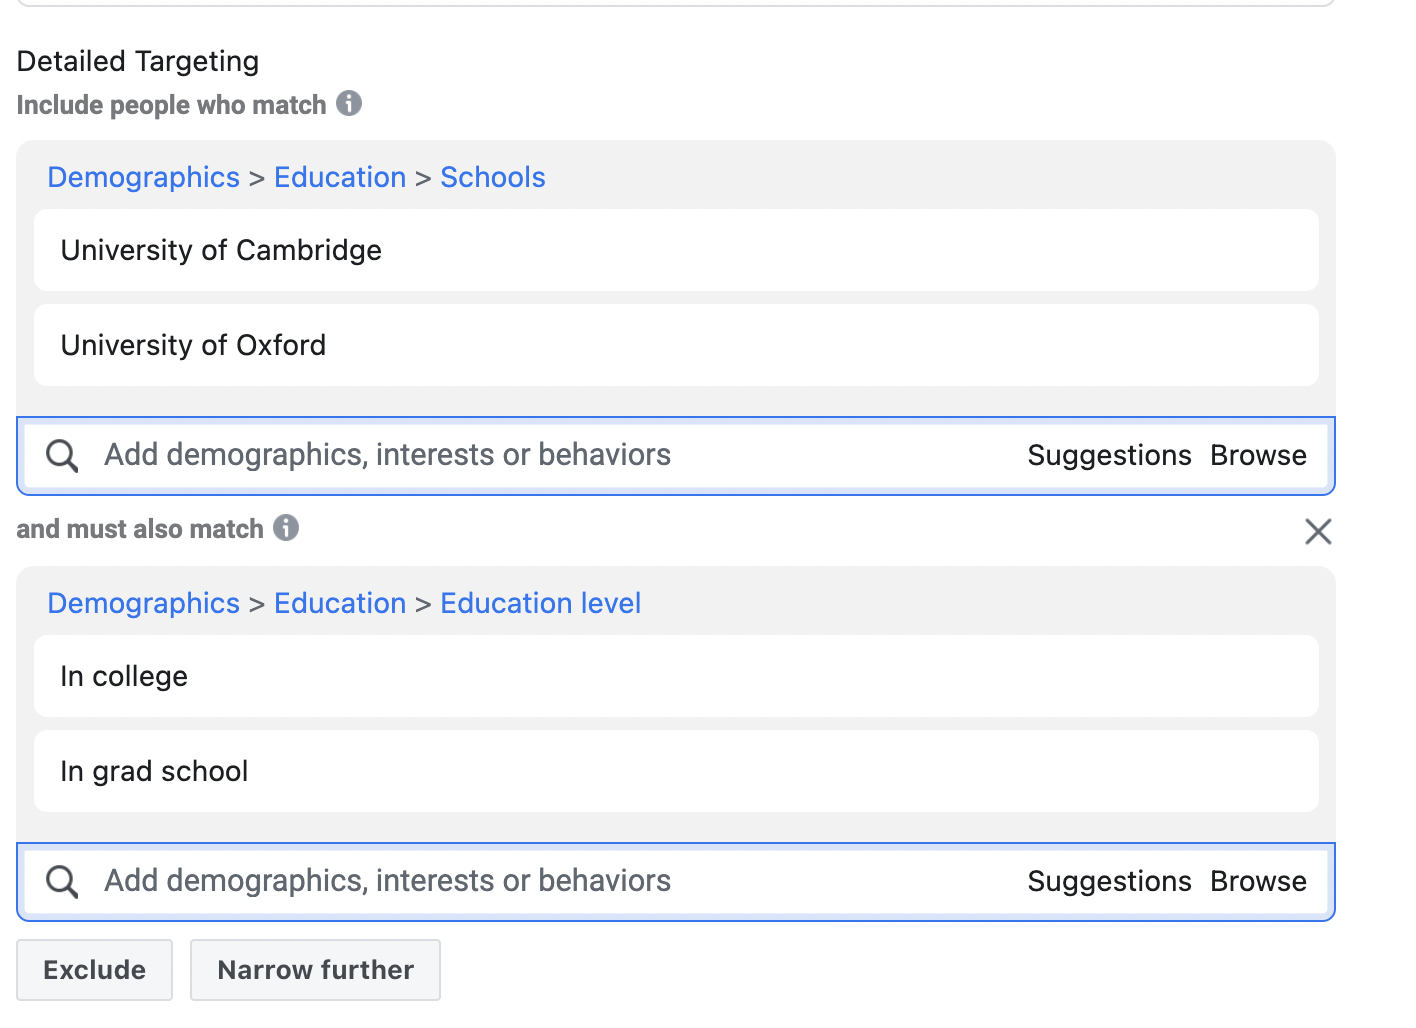 Detailed Targeting
Include people who match
Demographics > Education > Schools
University of Cambridge
University of Oxford
Add demographics, interests or behaviors Suggestions Browse
and must also match
Demographics > Education > Education level
In college
In grad school
Add demographics, interests or behaviors Suggestions Browse
Exclude Narrow further